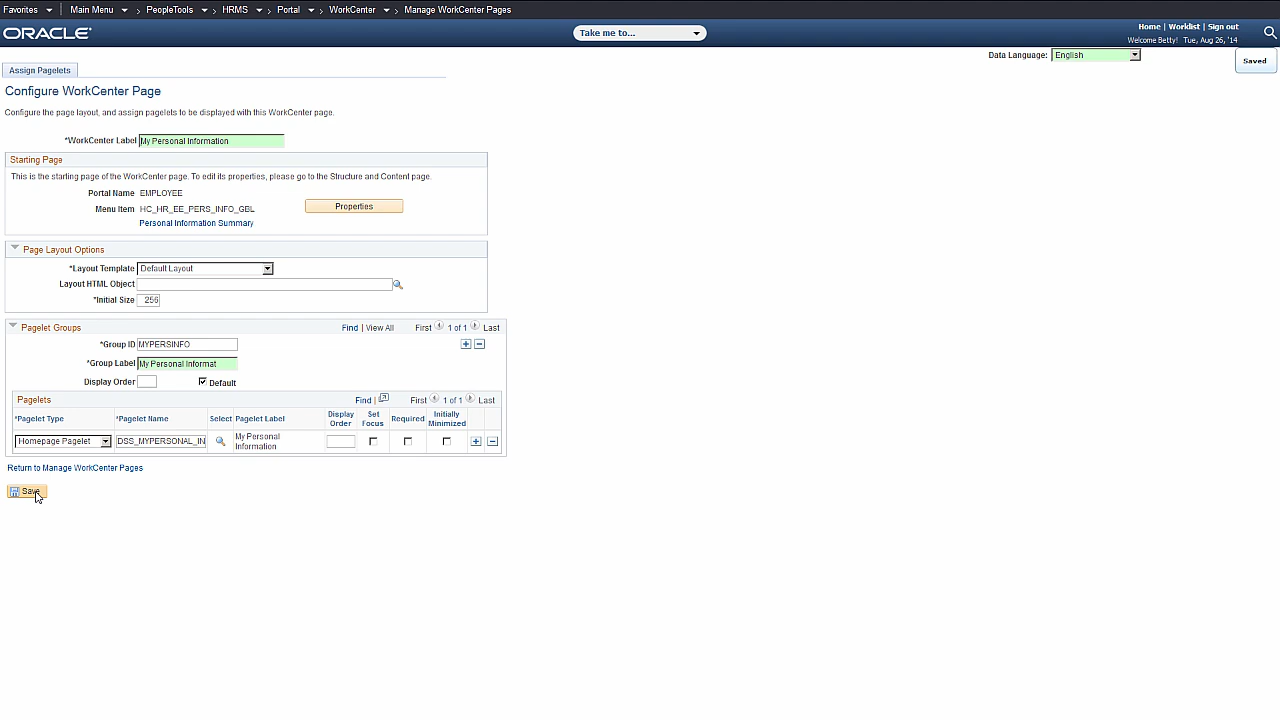 Favorites Main Menu > PeopleTools > HRMS > Portal > WorkCenter > Manage WorkCenter Pages
ORACLE
Take me to...
Home | Worklist | Sign out
Welcome Betty! Tue, Aug 26, '14
Data Language: English
Saved
Assign Pagelets
Configure WorkCenter Page
Configure the page layout, and assign pagelets to be displayed with this WorkCenter page.
*WorkCenter Label My Personal Information
Starting Page
This is the starting page of the WorkCenter page. To edit its properties, please go to the Structure and Content page.
Portal Name EMPLOYEE
Menu Item HC_HR_EE_PERS_INFO_GBL
Properties
Personal Information Summary
Page Layout Options
*Layout Template Default Layout
Layout HTML Object
*Initial Size 256
Pagelet Groups Find | View All First 1 of 1 Last
*Group ID MYPERSINFO
*Group Label My Personal Informat
Display Order Default
Pagelets Find | First 1 of 1 Last
*Pagelet Type *Pagelet Name Select Pagelet Label Display Order Set Focus Required Initially Minimized
Homepage Pagelet DSS_MYPERSONAL_IN My Personal Information
Return to Manage WorkCenter Pages
Save